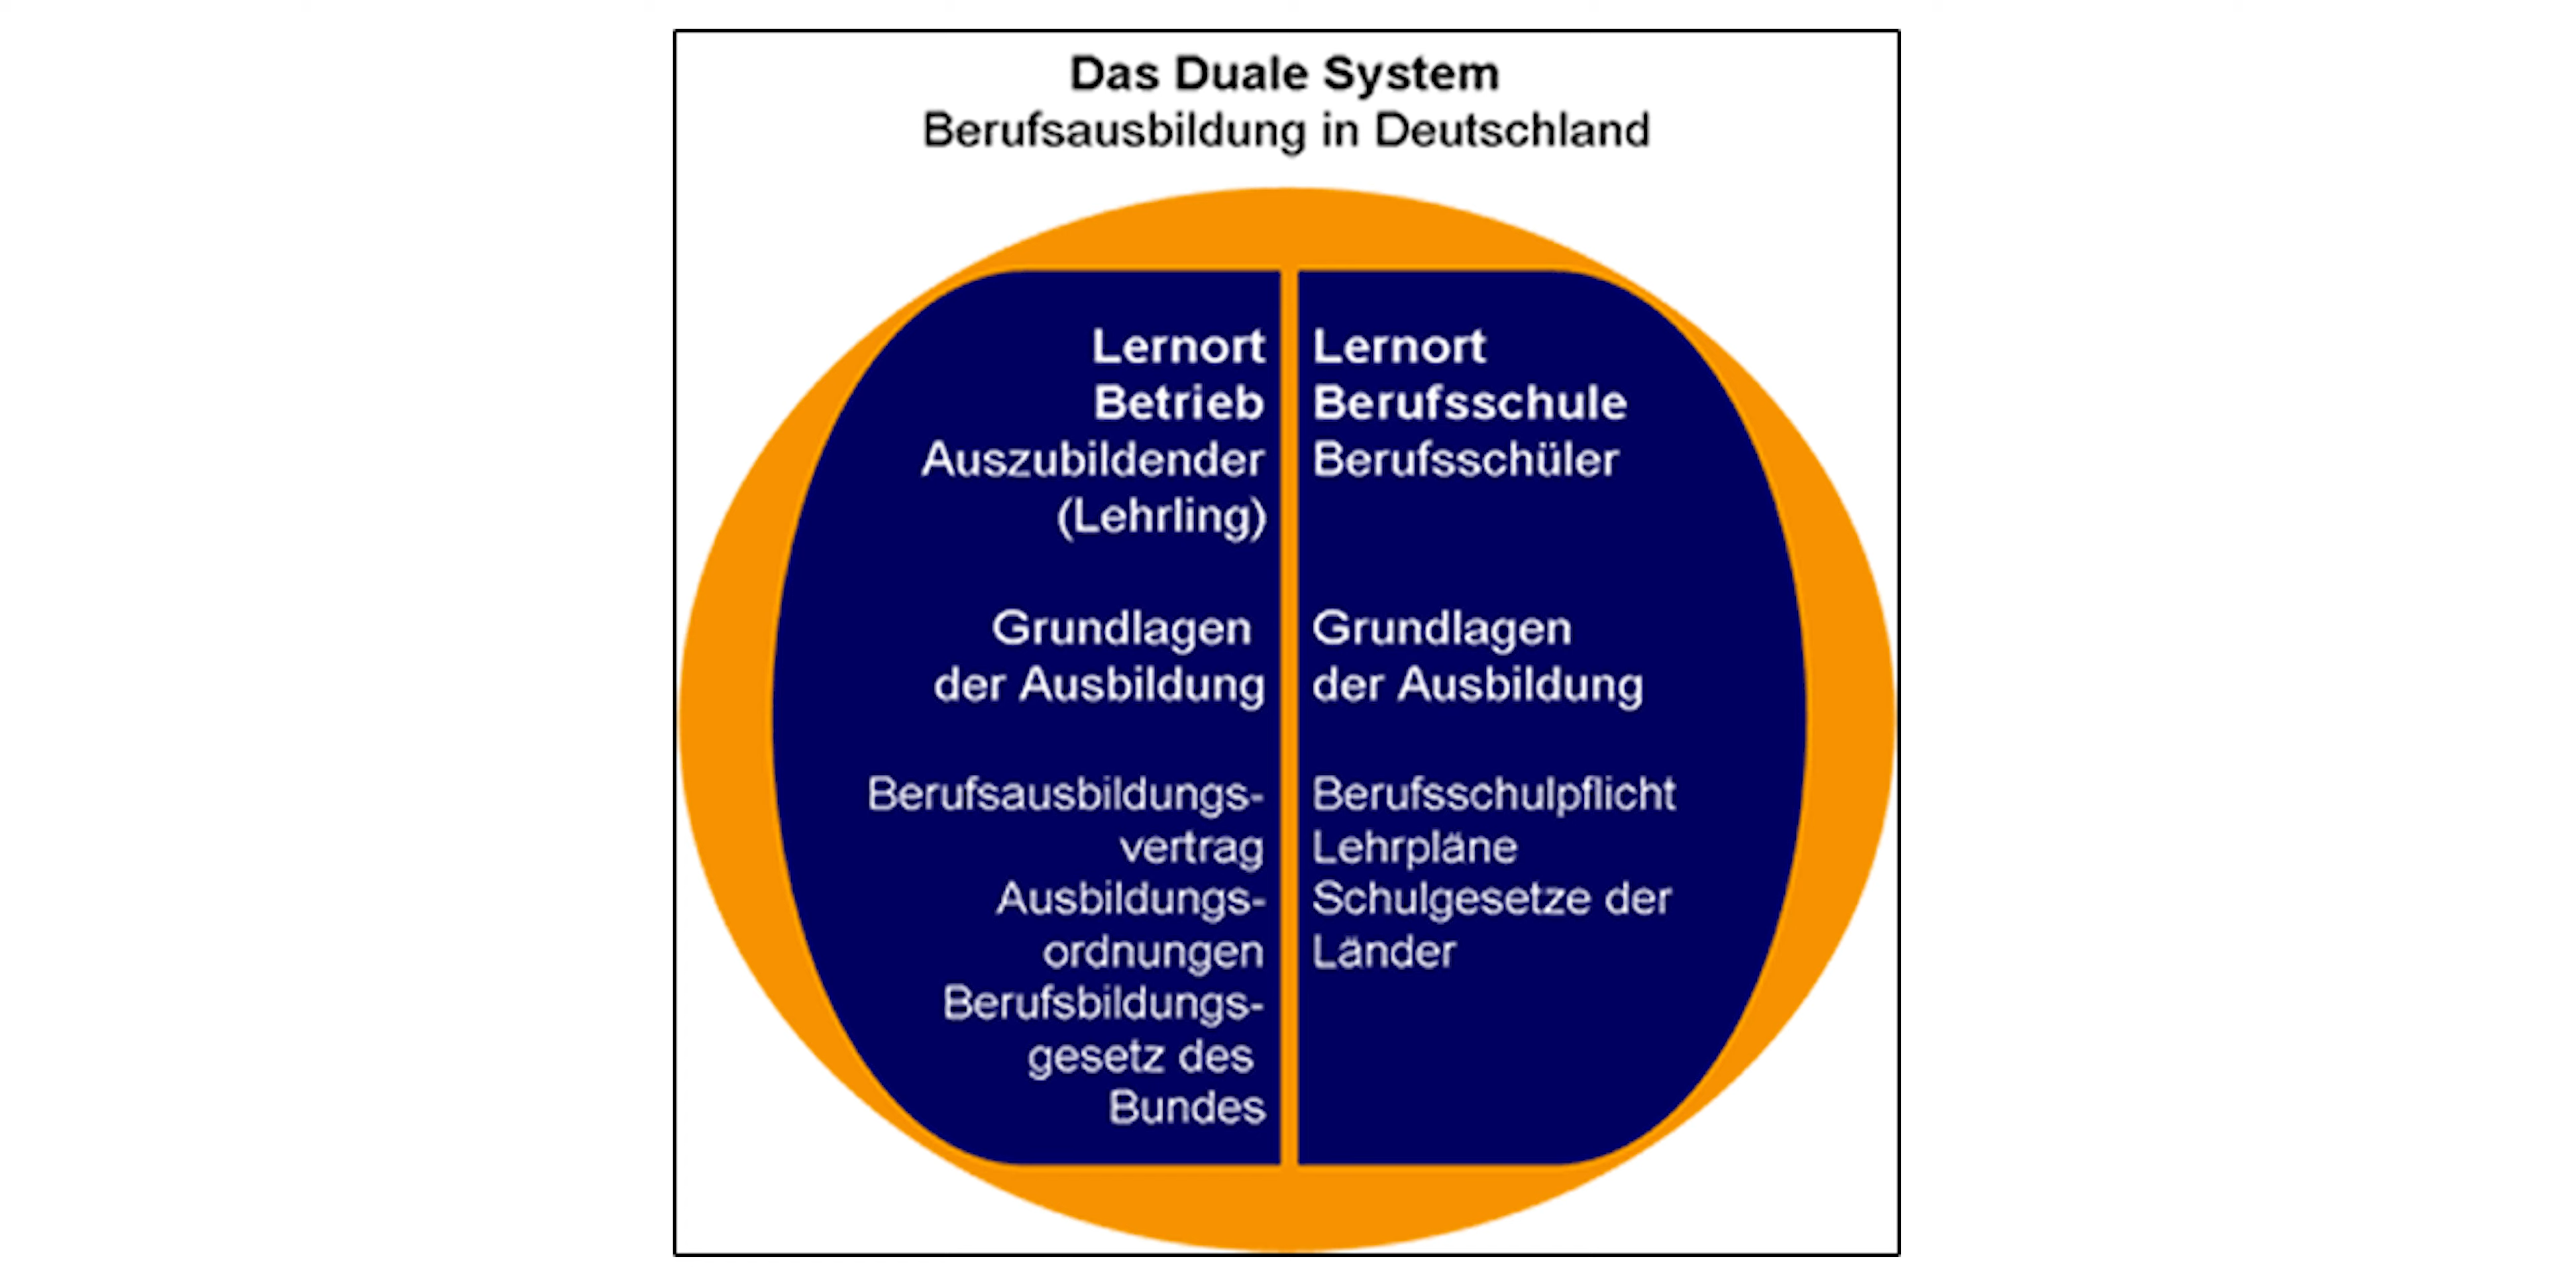 Das Duale System
Berufsausbildung in Deutschland
Lernort
Betrieb
Auszubildender
(Lehrling)
Grundlagen
der Ausbildung
Berufsausbildungs-
vertrag
Ausbildungs-
ordnungen
Berufsbildungs-
gesetz des
Bundes
Lernort
Berufsschule
Berufsschüler
Grundlagen
der Ausbildung
Berufsschulpflicht
Lehrpläne
Schulgesetze der
Länder